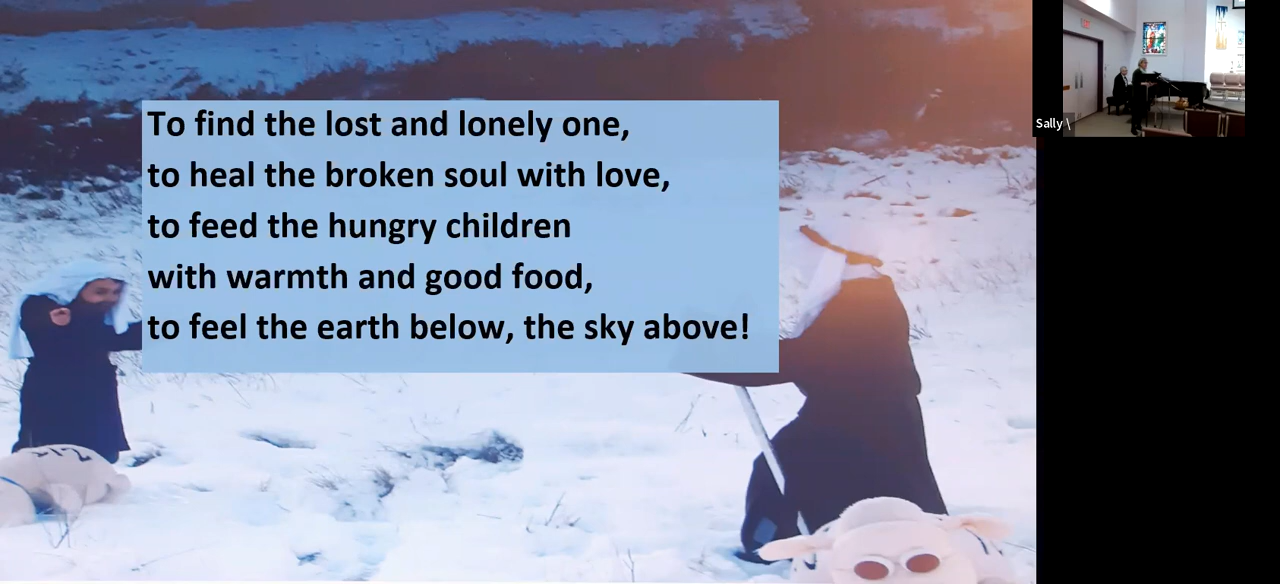 To find the lost and lonely one,
to heal the broken soul with love,
to feed the hungry children
with warmth and good food,
to feel the earth below, the sky above!
Sally \